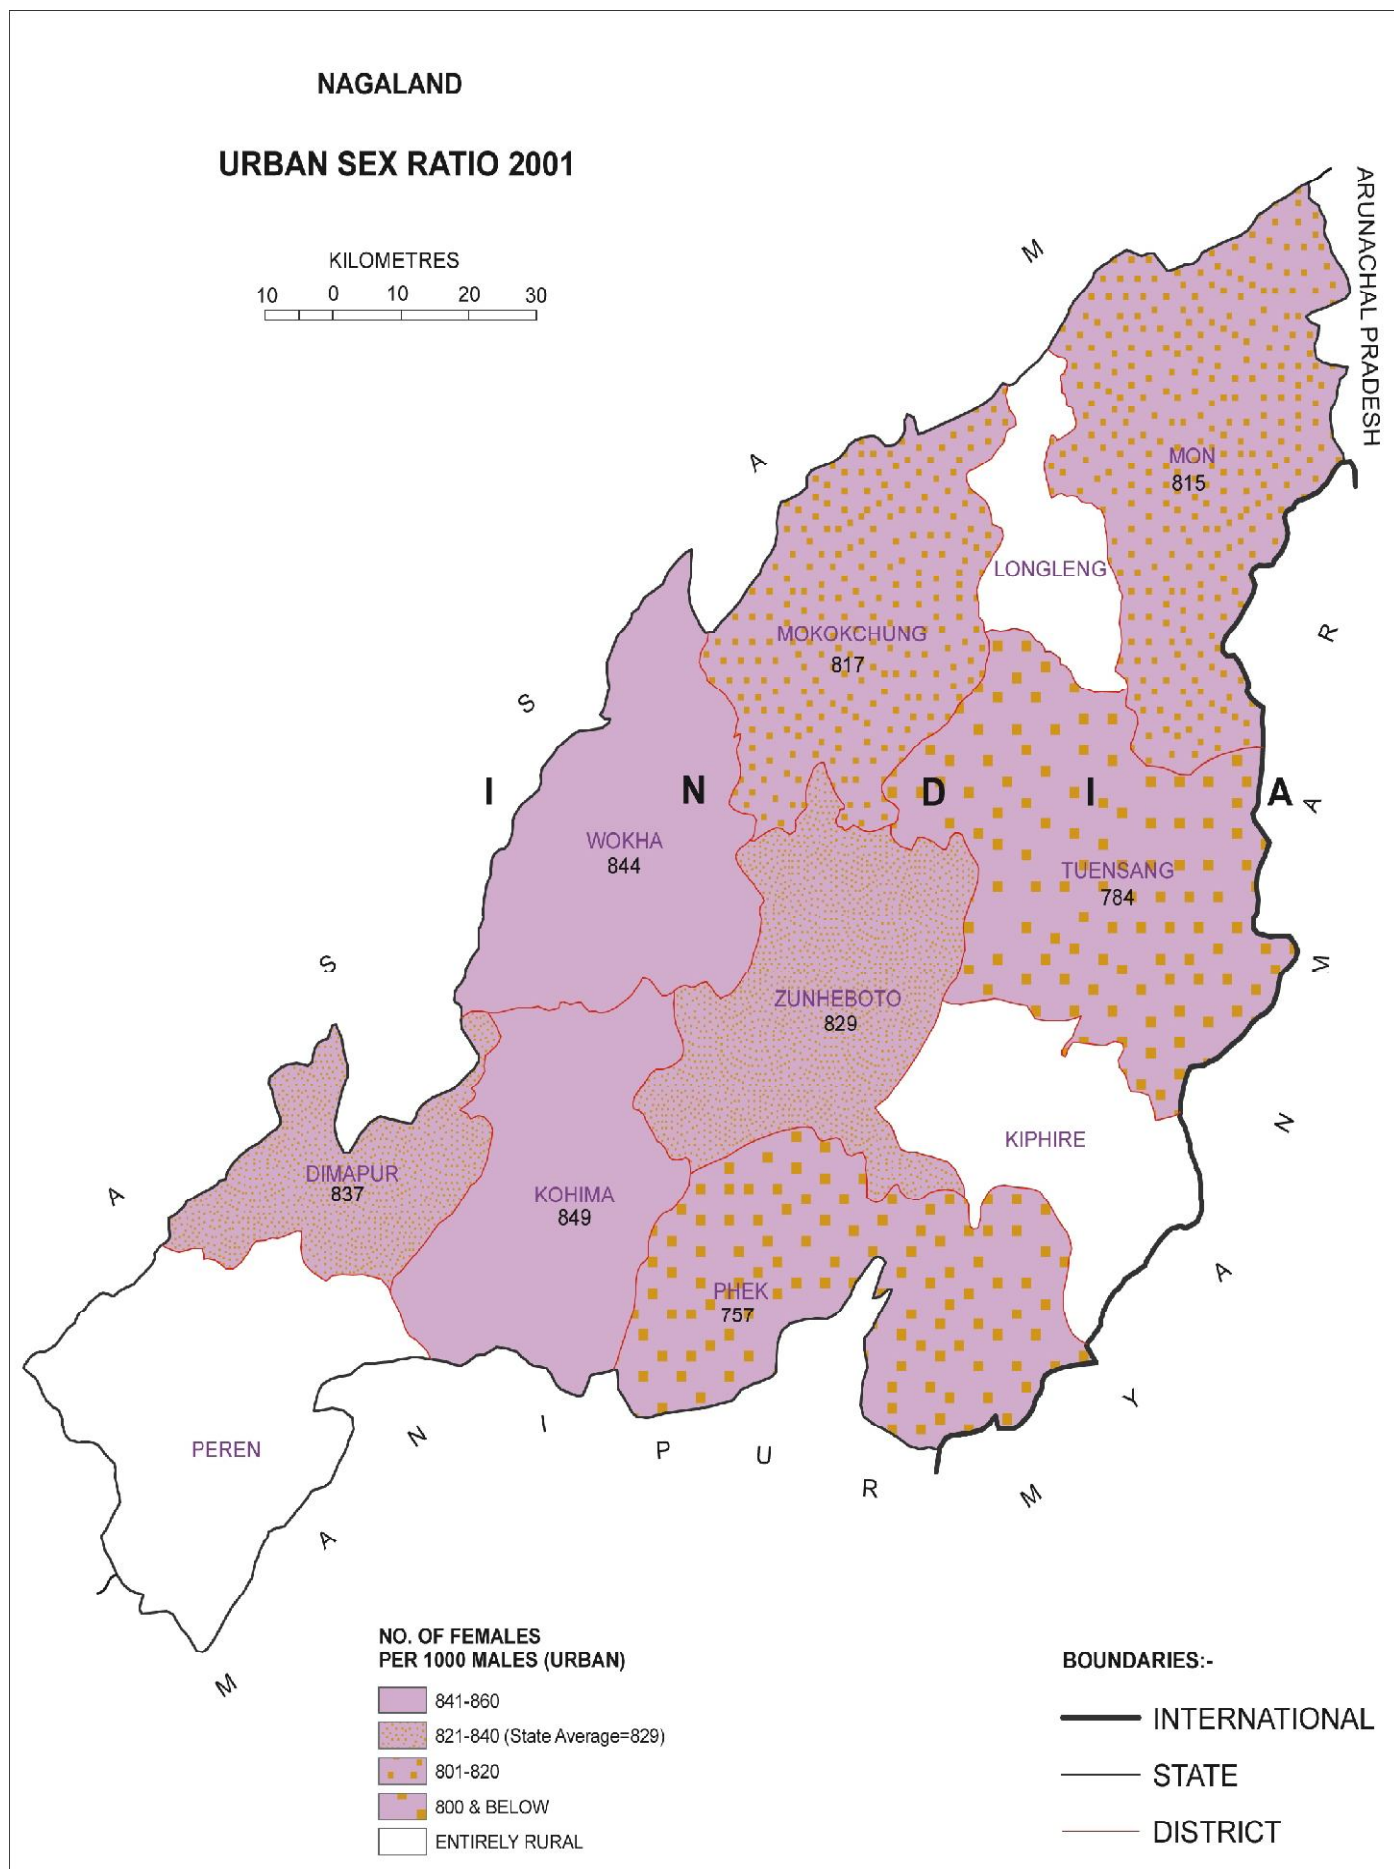 NAGALAND
URBAN SEX RATIO 2001
KILOMETRES
10 0 10 20 30
ARUNACHAL PRADESH
MON
815
LONGLENG
MOKOKCHUNG
817
I N D I A
WOKHA
844
TUENSANG
784
ZUNHEBOTO
829
KIPHIRE
DIMAPUR
837
KOHIMA
849
PHEK
757
PEREN
A S S A M
M A N I P U R
M Y A N M A R
NO. OF FEMALES
PER 1000 MALES (URBAN)
841-860
821-840 (State Average=829)
801-820
800 & BELOW
ENTIRELY RURAL
BOUNDARIES:-
INTERNATIONAL
STATE
DISTRICT